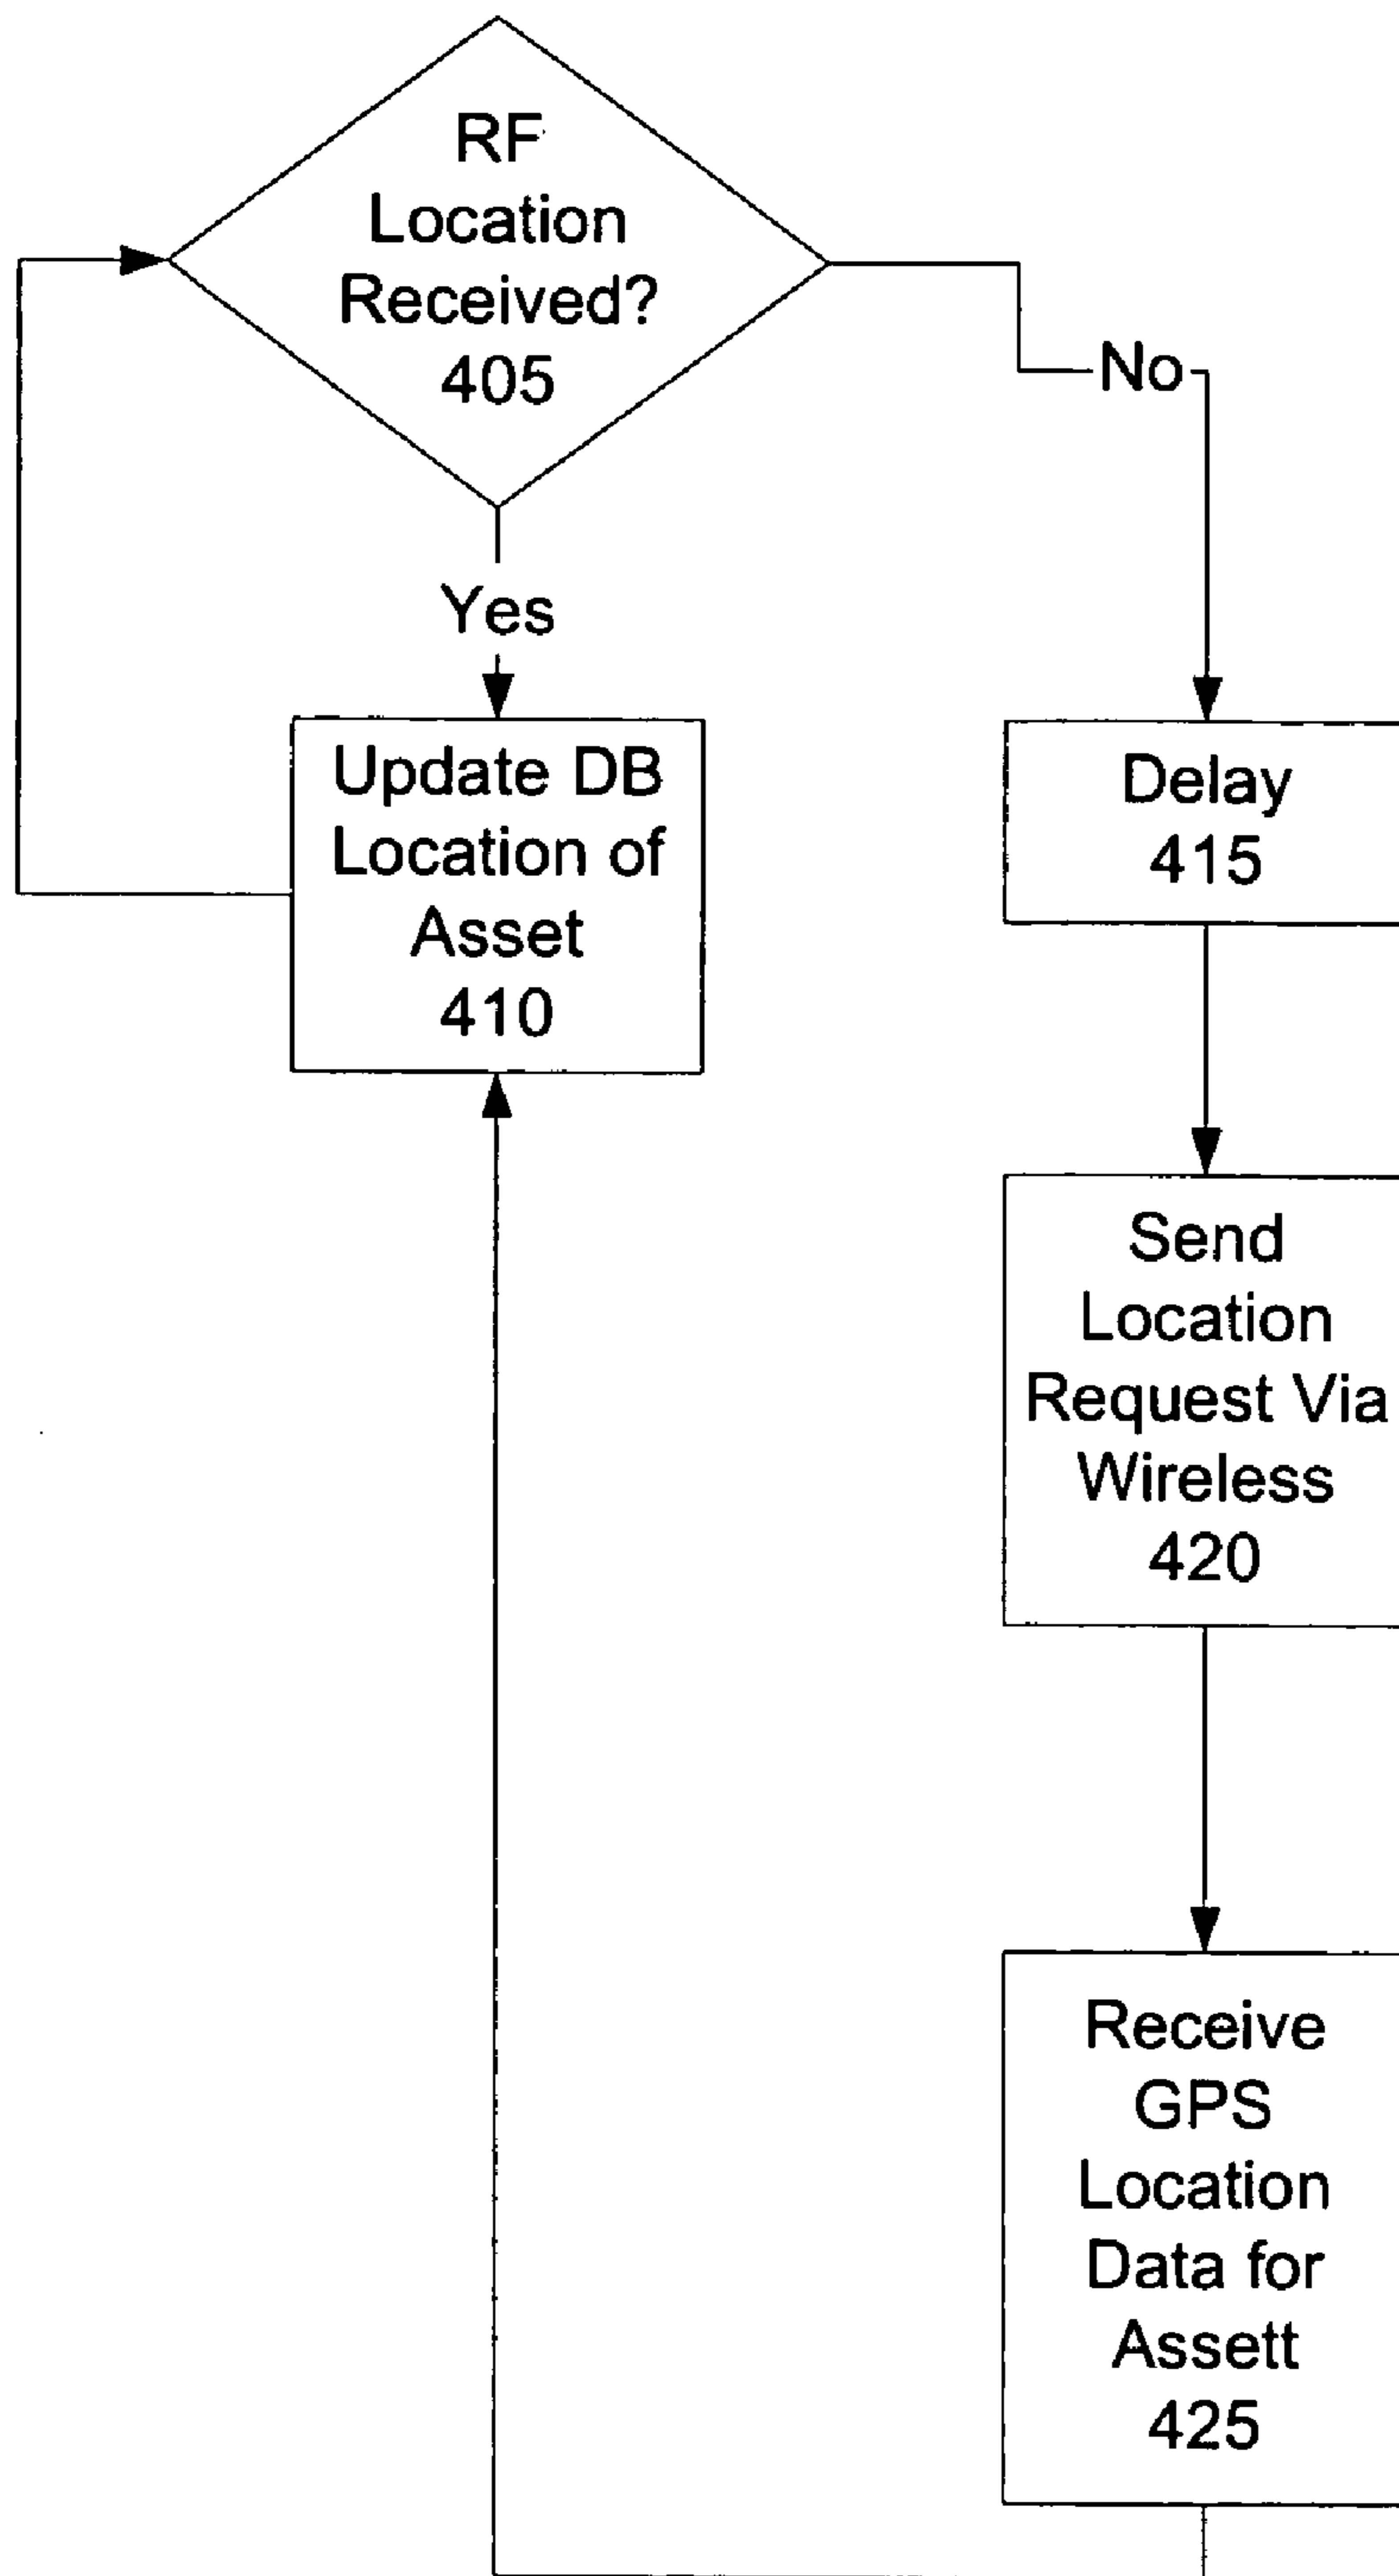 RF
Location
Received?
405
No
Yes
Update DB
Location of
Asset
410
Delay
415
Send
Location
Request Via
Wireless
420
Receive
GPS
Location
Data for
Assett
425